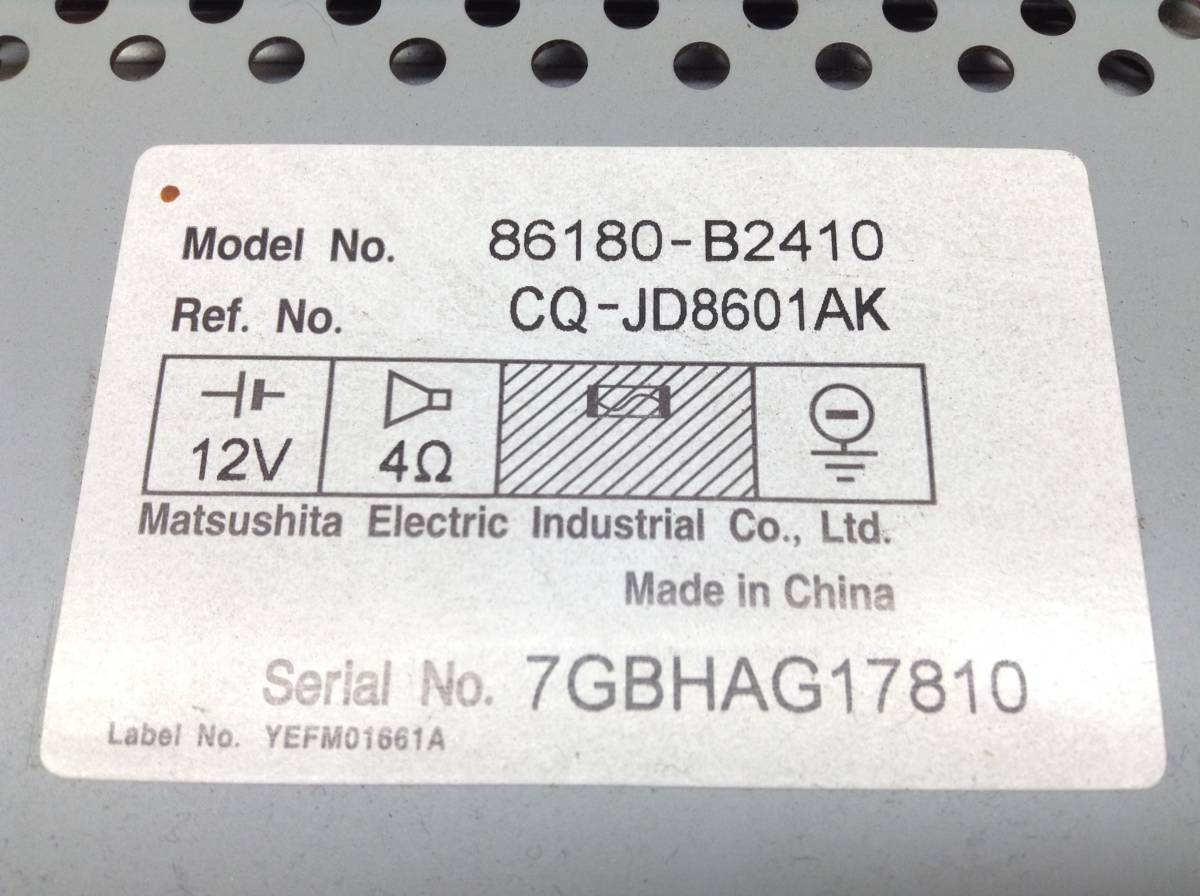 Model No. 86180-B2410
Ref. No. CQ-JD8601AK
12V 4Ω
Matsushita Electric Industrial Co., Ltd.
Made in China
Serial No. 7GBHAG17810
Label No. YEFM01661A